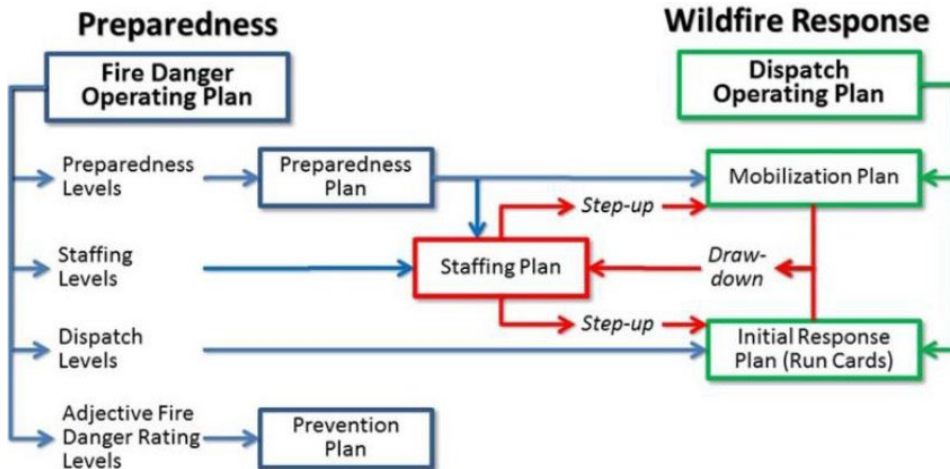 Preparedness
Wildfire Response
Fire Danger
Operating Plan
Dispatch
Operating Plan
Preparedness
Levels
Preparedness
Plan
Mobilization Plan
Step-up
Staffing
Levels
Staffing Plan
Draw-
down
Step-up
Dispatch
Levels
Initial Response
Plan (Run Cards)
Adjective Fire
Danger Rating
Levels
Prevention
Plan